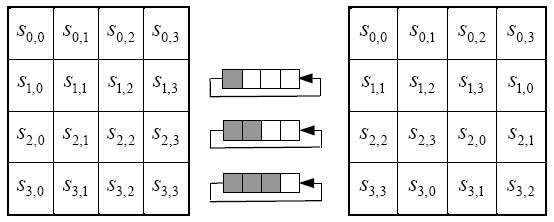 S0,0 S0,1 S0,2 S0,3 S0,0 S0,1 S0,2 S0,3
S1,0 S1,1 S1,2 S1,3 S1,1 S1,2 S1,3 S1,0
S2,0 S2,1 S2,2 S2,3 S2,2 S2,3 S2,0 S2,1
S3,0 S3,1 S3,2 S3,3 S3,3 S3,0 S3,1 S3,2